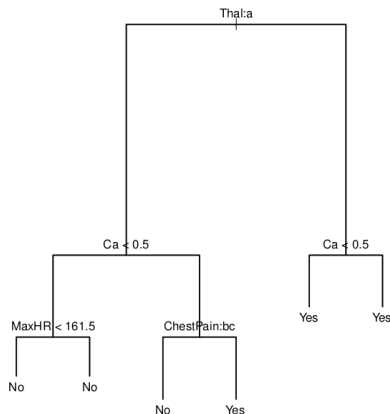 Thal:a
Ca < 0.5
Ca < 0.5
MaxHR < 161.5
ChestPain:bc
Yes
Yes
No
No
No
Yes